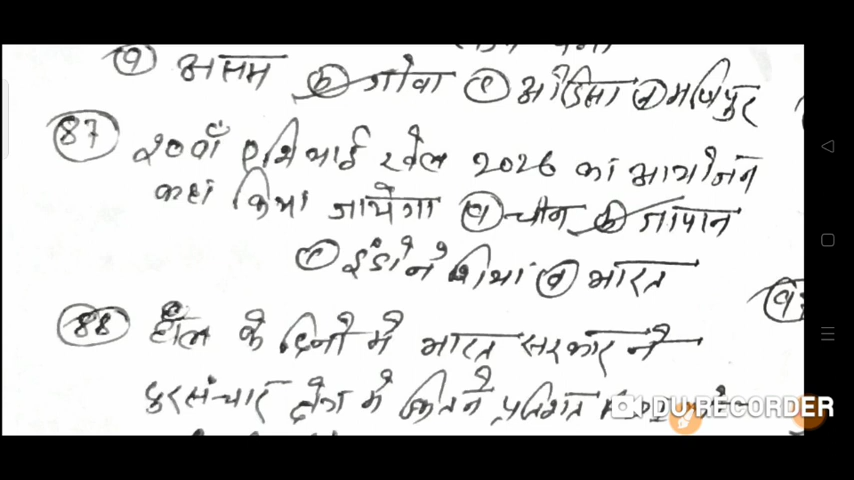 असम गोवा ओडिसा मणिपुर
87 20वाँ एशियाई खेल 2026 का आयोजन
कहां किया जायेगा चीन जापान
इंडोनेशिया भारत
88 हाल के दिनों में भारत सरकार ने
दुरसंचार क्षेत्र में कितने प्रतिशत
DU RECORDER